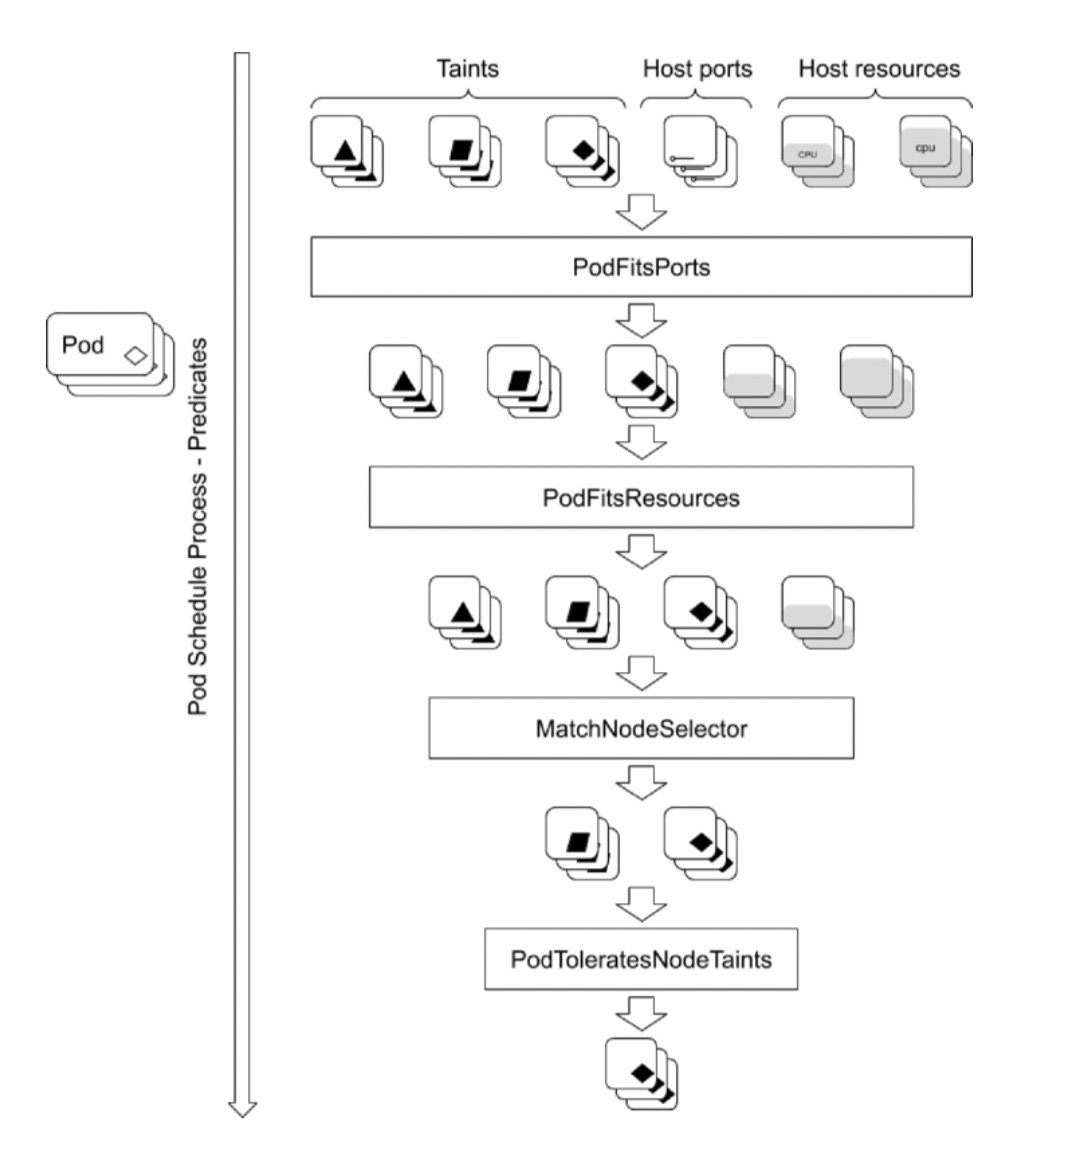 Taints
Host ports
Host resources
CPU
cpu
PodFitsPorts
Pod
Pod Schedule Process - Predicates
PodFitsResources
MatchNodeSelector
PodToleratesNodeTaints